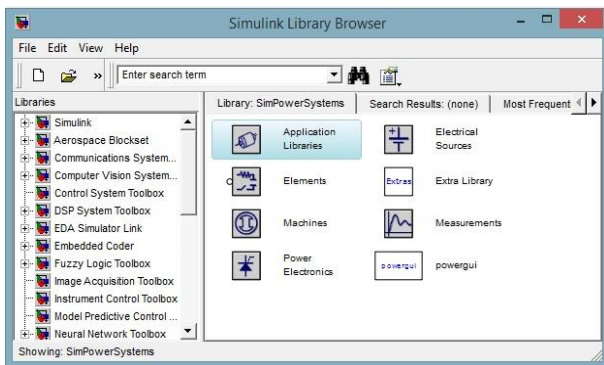 Simulink Library Browser
File Edit View Help
» Enter search term
Libraries
Library: SimPowerSystems
Search Results: (none)
Most Frequent
Simulink
Aerospace Blockset
Communications System...
Computer Vision System...
Control System Toolbox
DSP System Toolbox
EDA Simulator Link
Embedded Coder
Fuzzy Logic Toolbox
Image Acquisition Toolbox
Instrument Control Toolbox
Model Predictive Control ...
Neural Network Toolbox
Application
Libraries
Electrical
Sources
Elements
Extras
Extra Library
Machines
Measurements
Power
Electronics
powergui
powergui
Showing: SimPowerSystems